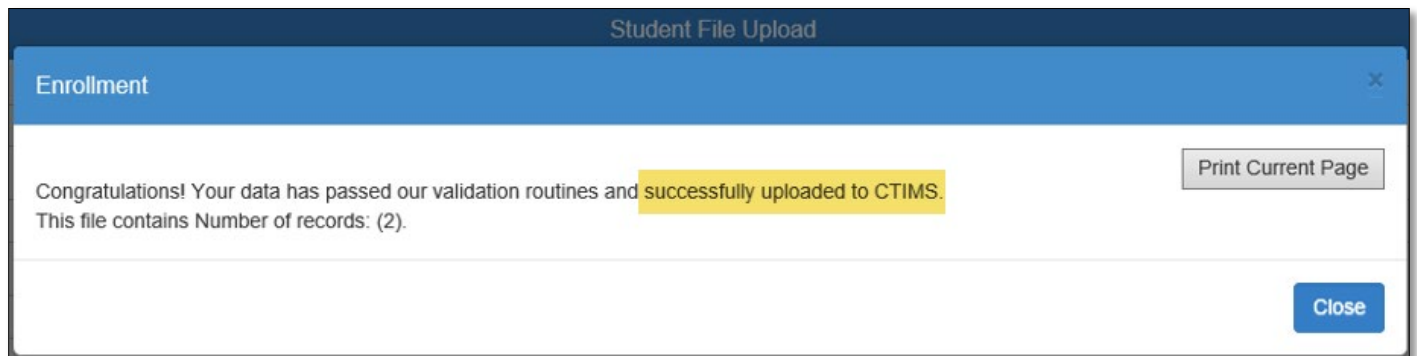 Student File Upload
Enrollment
×
Print Current Page
Congratulations! Your data has passed our validation routines and successfully uploaded to CTIMS.
This file contains Number of records: (2).
Close